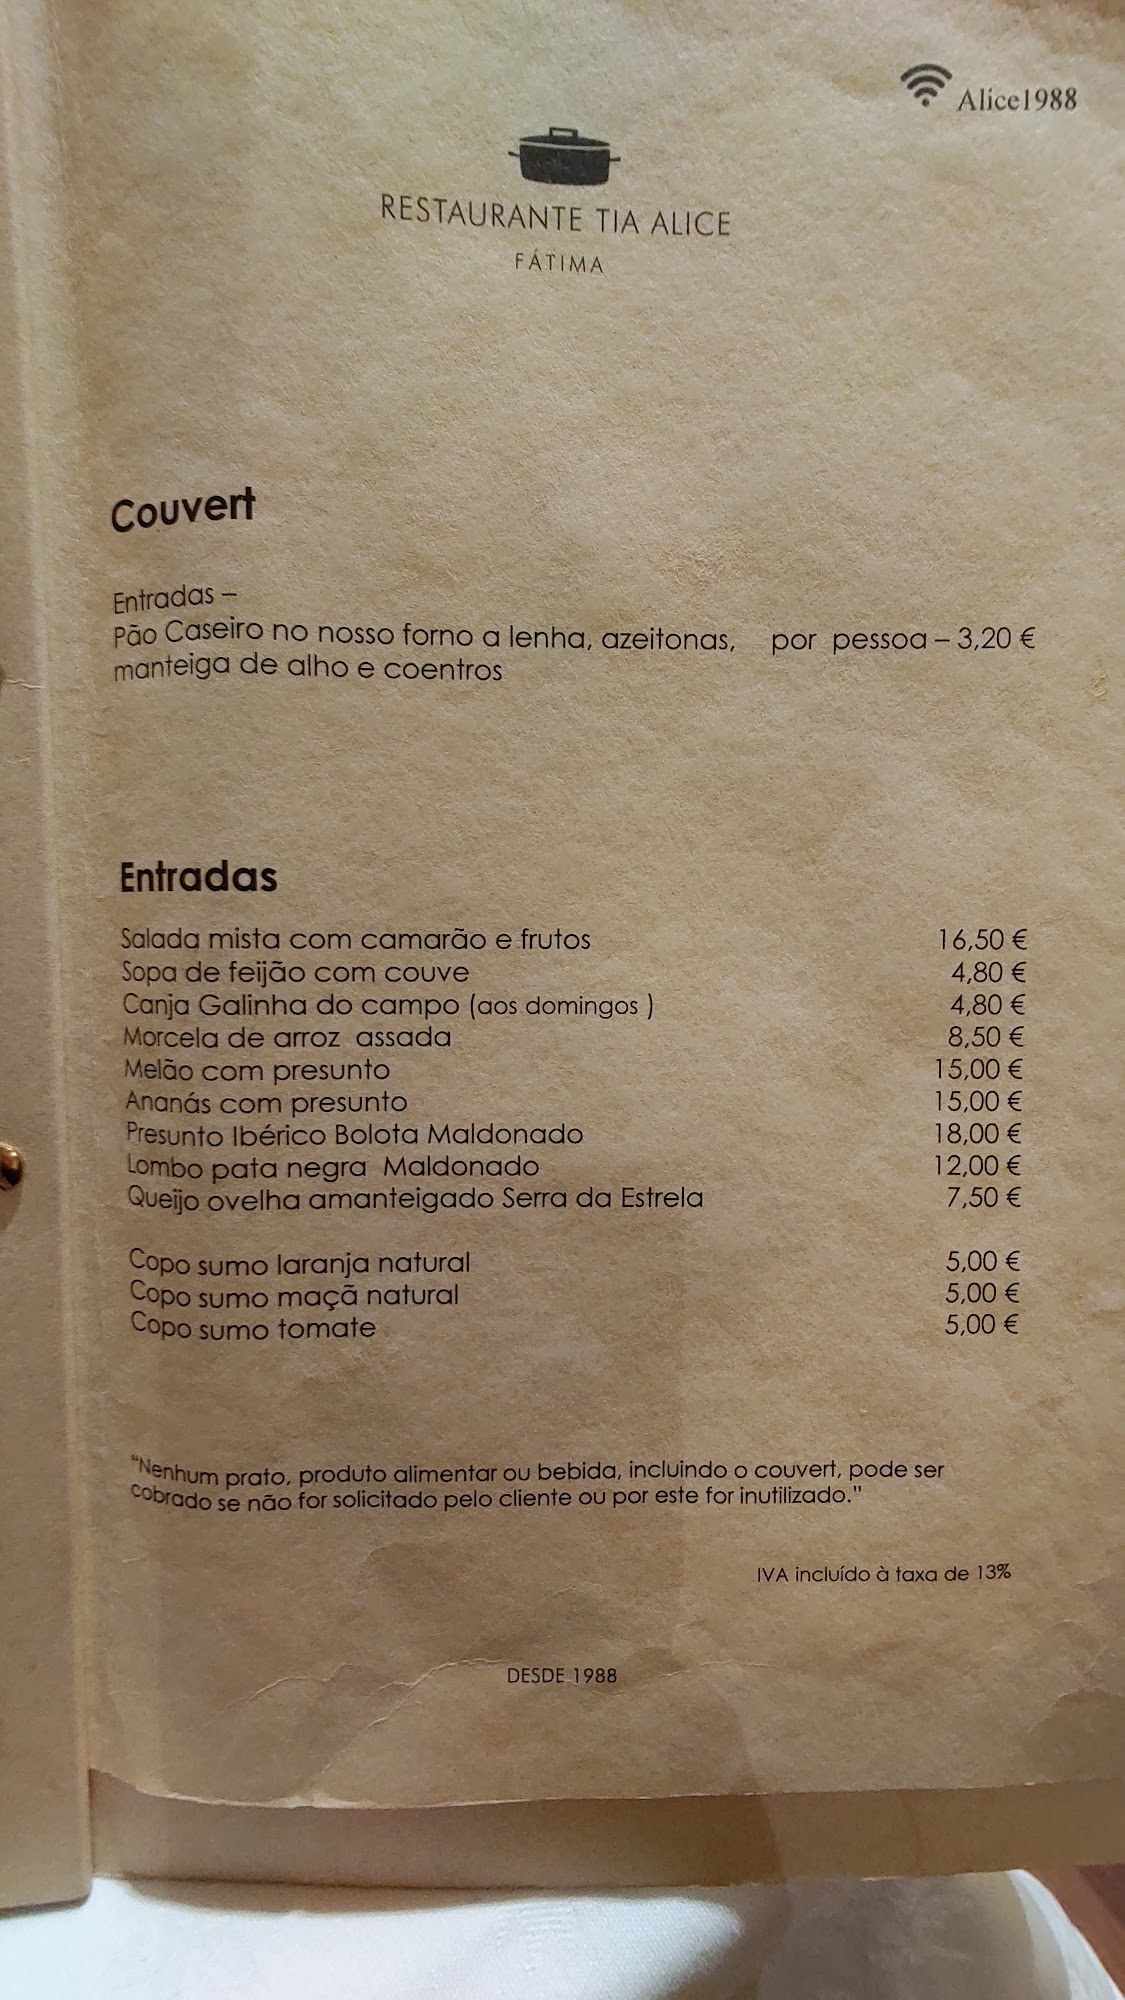 Alice1988
RESTAURANTE TIA ALICE
FÁTIMA
Couvert
Entradas –
Pão Caseiro no nosso forno a lenha, azeitonas, por pessoa – 3,20 €
manteiga de alho e coentros
Entradas
Salada mista com camarão e frutos 16,50 €
Sopa de feijão com couve 4,80 €
Canja Galinha do campo (aos domingos ) 4,80 €
Morcela de arroz assada 8,50 €
Melão com presunto 15,00 €
Ananás com presunto 15,00 €
Presunto Ibérico Bolota Maldonado 18,00 €
Lombo pata negra Maldonado 12,00 €
Queijo ovelha amanteigado Serra da Estrela 7,50 €
Copo sumo laranja natural 5,00 €
Copo sumo maçã natural 5,00 €
Copo sumo tomate 5,00 €
"Nenhum prato, produto alimentar ou bebida, incluindo o couvert, pode ser
cobrado se não for solicitado pelo cliente ou por este for inutilizado."
IVA incluído à taxa de 13%
DESDE 1988